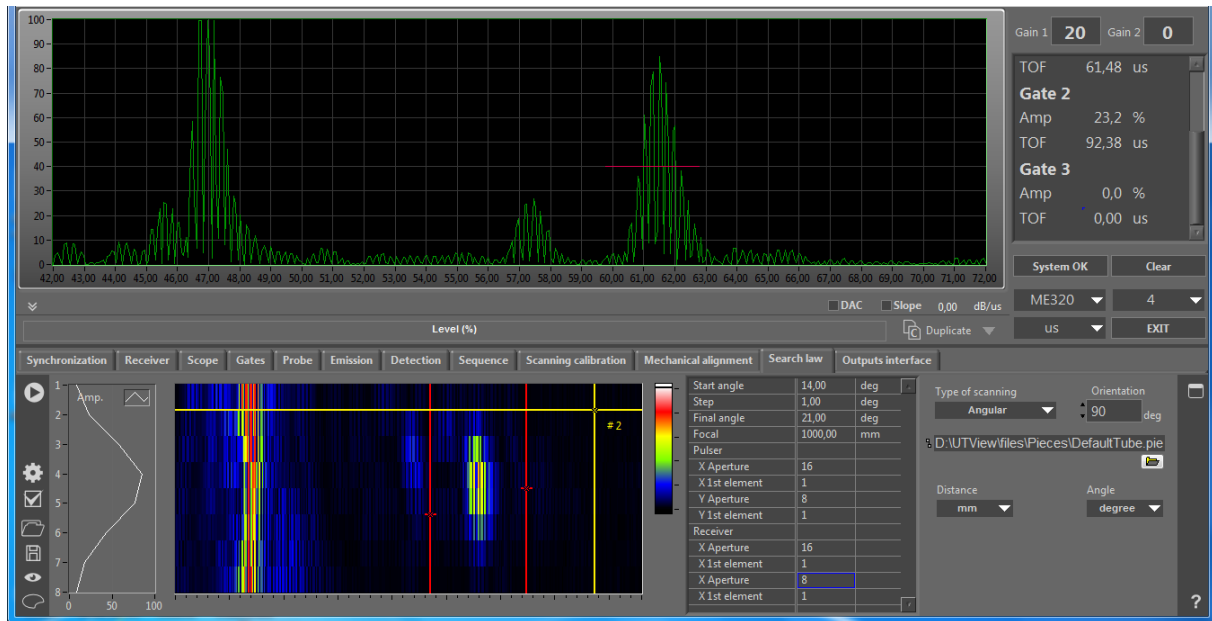 100
90
80
70
60
50
40
30
20
10
0
42,00 43,00 44,00 45,00 46,00 47,00 48,00 49,00 50,00 51,00 52,00 53,00 54,00 55,00 56,00 57,00 58,00 59,00 60,00 61,00 62,00 63,00 64,00 65,00 66,00 67,00 68,00 69,00 70,00 71,00 72,00
Gain 1 20 Gain 2 0
TOF 61,48 us
Gate 2
Amp 23,2 %
TOF 92,38 us
Gate 3
Amp 0,0 %
TOF 0,00 us
System OK Clear
ME320 4
us EXIT
DAC Slope 0,00 dB/us
Level (%) Duplicate
Synchronization Receiver Scope Gates Probe Emission Detection Sequence Scanning calibration Mechanical alignment Search law Outputs interface
Amp.
1
2
3
4
5
6
7
8
0 50 100
# 2
Start angle 14,00 deg
Step 1,00 deg
Final angle 21,00 deg
Focal 1000,00 mm
Pulser
X Aperture 16
X 1st element 1
Y Aperture 8
Y 1st element 1
Receiver
X Aperture 16
X 1st element 1
X Aperture 8
X 1st element 1
Type of scanning Orientation
Angular 90 deg
D:\UTView\files\Pieces\DefaultTube.pie
Distance Angle
mm degree
?